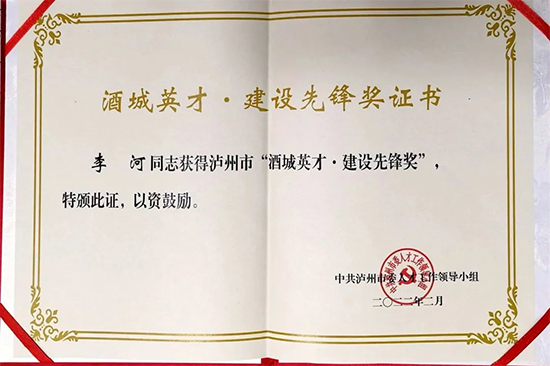 酒城英才·建设先锋奖证书
李 河同志获得泸州市“酒城英才·建设先锋奖”，
特颁此证，以资鼓励。
中共泸州市委人才工作领导小组
二〇二二年二月